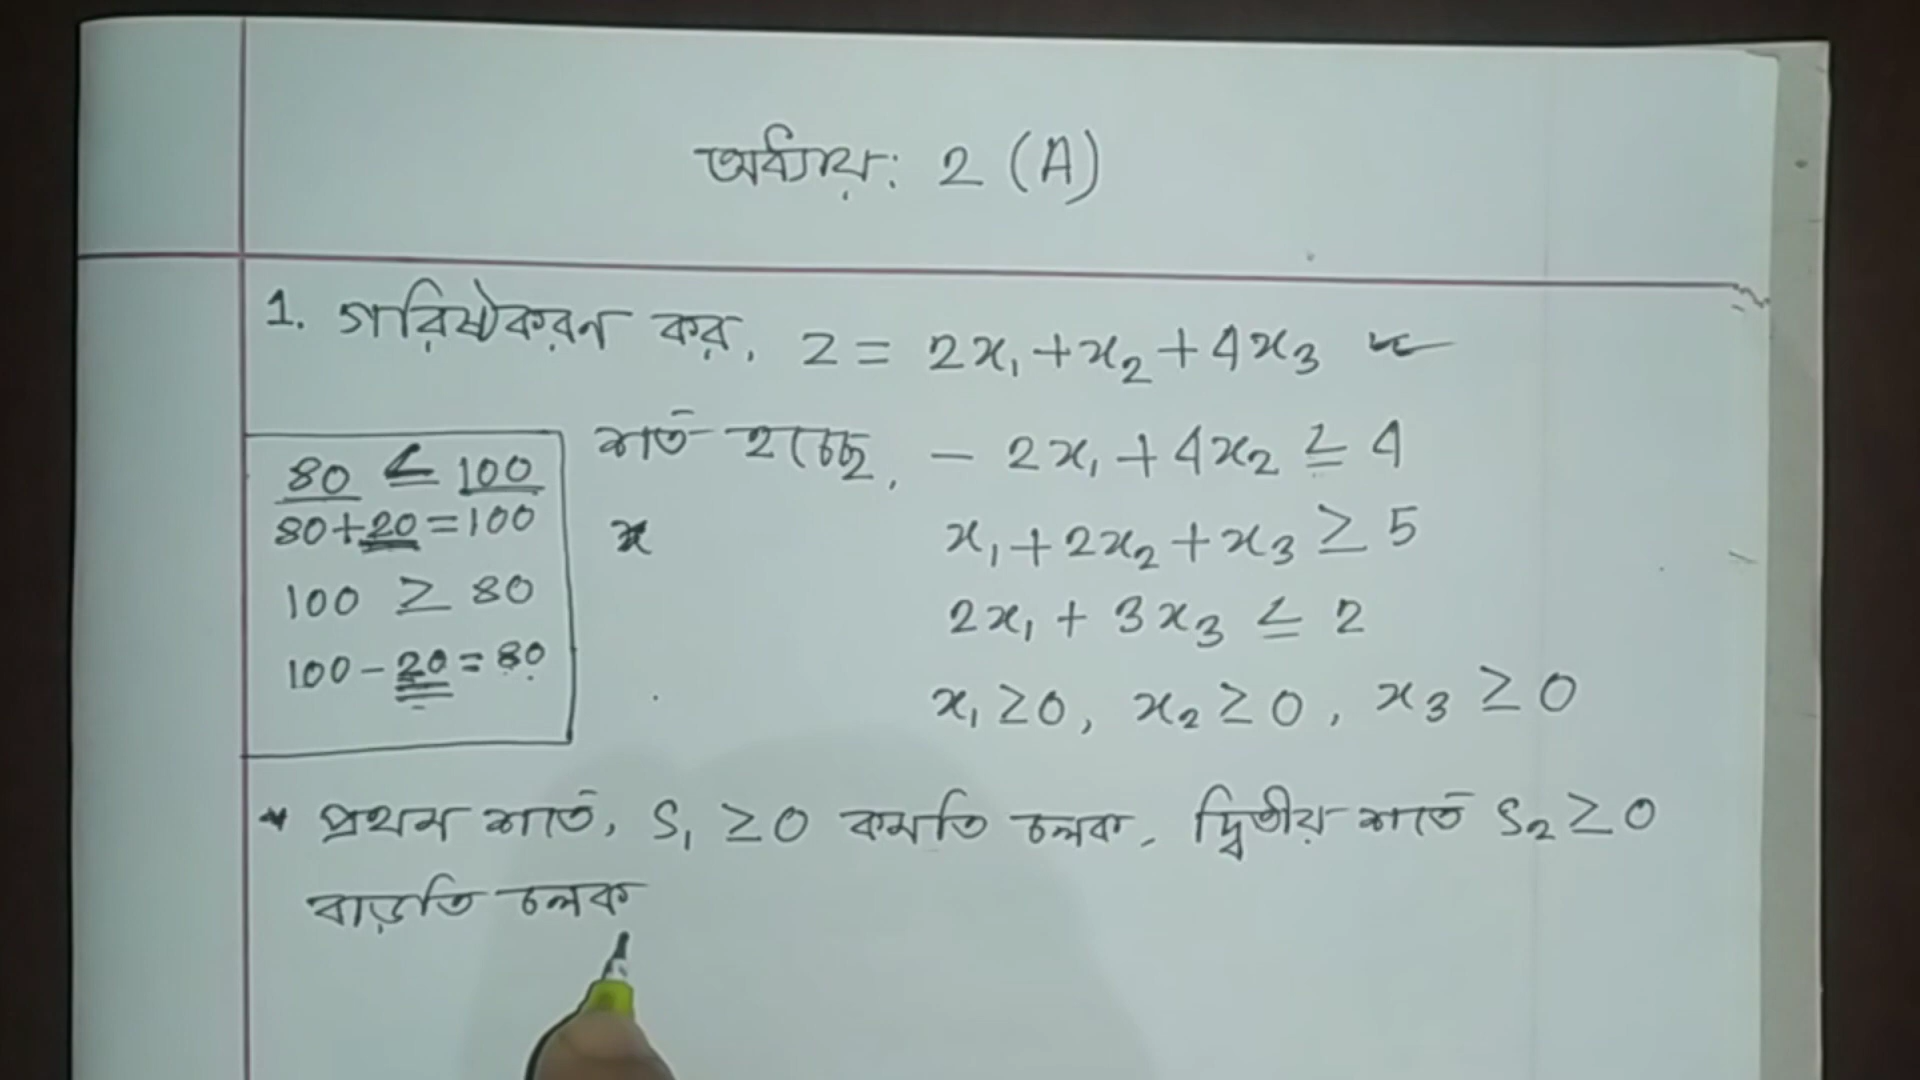 অধ্যায়: 2 (A)
1. গরিষ্ঠকরণ কর, z = 2x₁ + x₂ + 4x₃
শর্ত হচ্ছে, - 2x₁ + 4x₂ ≤ 4
x₁ + 2x₂ + x₃ ≥ 5
2x₁ + 3x₃ ≤ 2
x₁ ≥ 0, x₂ ≥ 0, x₃ ≥ 0
80 ≤ 100
80 + 20 = 100
100 ≥ 80
100 - 20 = 80
x
* প্রথম শর্তে, S₁ ≥ 0 কমতি চলক, দ্বিতীয় শর্তে S₂ ≥ 0
বাড়তি চলক